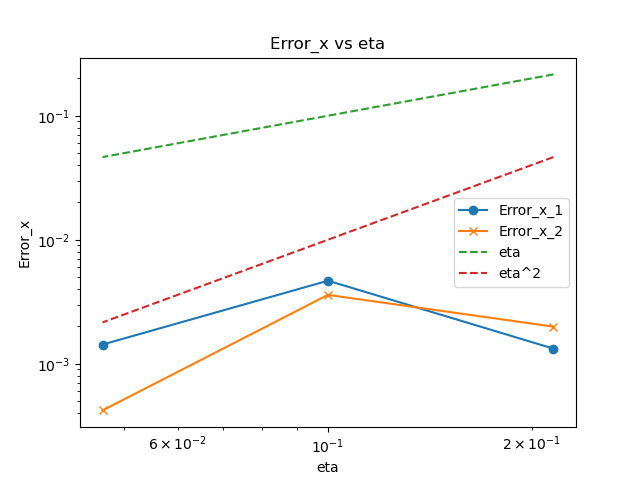 Error_x vs eta
Error_x
10⁻¹
10⁻²
10⁻³
Error_x_1
Error_x_2
eta
eta^2
6 × 10⁻²
10⁻¹
2 × 10⁻¹
eta